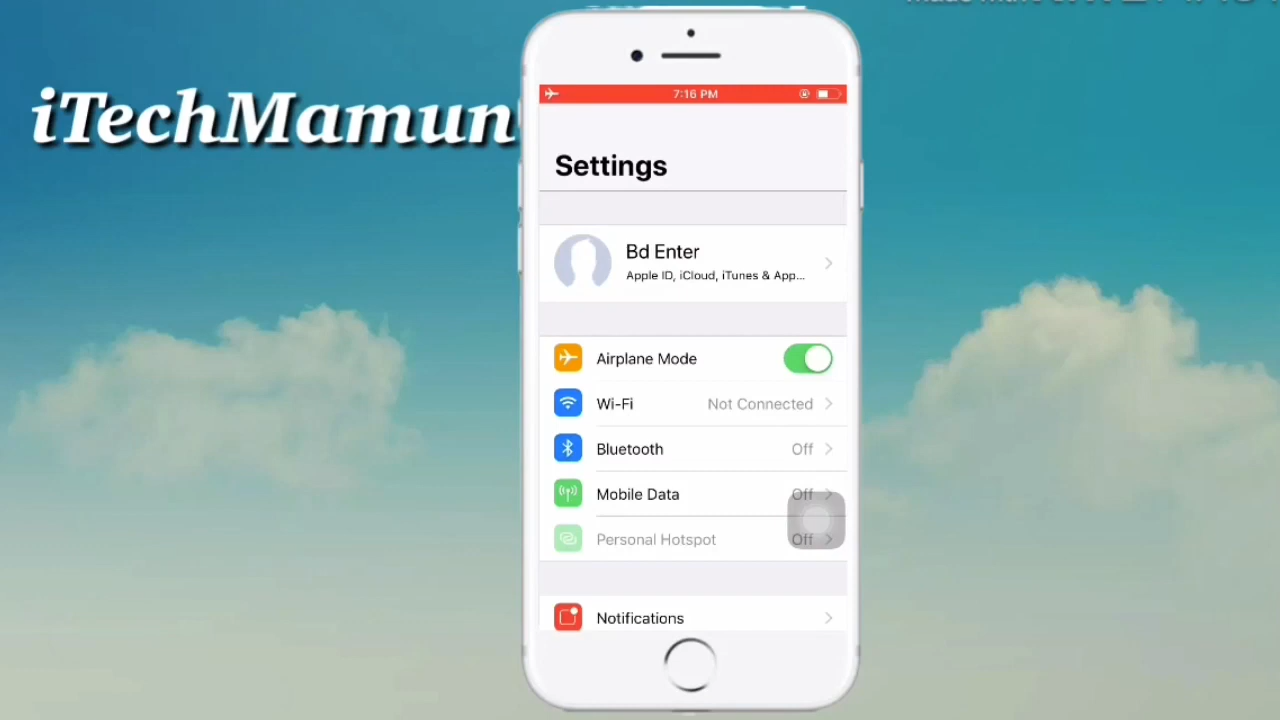 iTechMamun
7:16 PM
Settings
Bd Enter
Apple ID, iCloud, iTunes & App...
Airplane Mode
Wi-Fi Not Connected
Bluetooth Off
Mobile Data Off
Personal Hotspot Off
Notifications